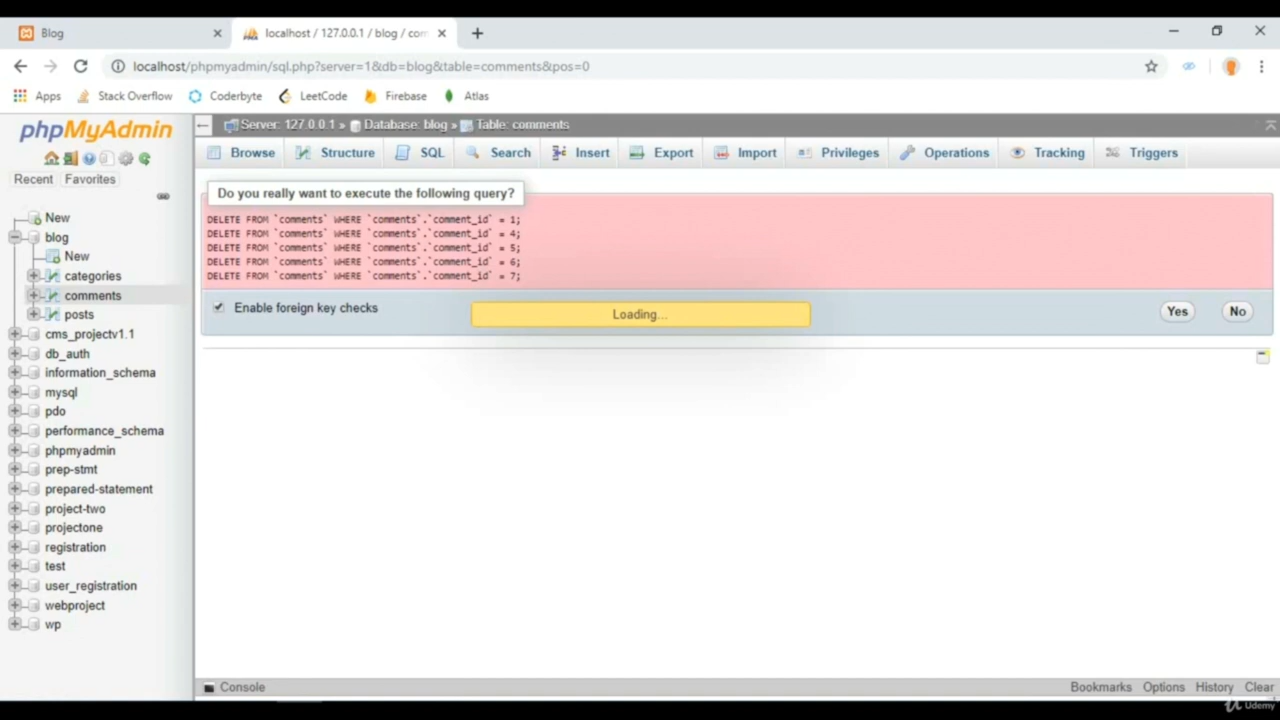 Blog
localhost / 127.0.0.1 / blog / com
localhost/phpmyadmin/sql.php?server=1&db=blog&table=comments&pos=0
Apps Stack Overflow Coderbyte LeetCode Firebase Atlas
phpMyAdmin
Recent Favorites
New
blog
New
categories
comments
posts
cms_projectv1.1
db_auth
information_schema
mysql
pdo
performance_schema
phpmyadmin
prep-stmt
prepared-statement
project-two
projectone
registration
test
user_registration
webproject
wp
Server: 127.0.0.1 » Database: blog » Table: comments
Browse Structure SQL Search Insert Export Import Privileges Operations Tracking Triggers
Do you really want to execute the following query?
DELETE FROM `comments` WHERE `comments`.`comment_id` = 1;
DELETE FROM `comments` WHERE `comments`.`comment_id` = 4;
DELETE FROM `comments` WHERE `comments`.`comment_id` = 5;
DELETE FROM `comments` WHERE `comments`.`comment_id` = 6;
DELETE FROM `comments` WHERE `comments`.`comment_id` = 7;
Enable foreign key checks
Loading...
Yes No
Console Bookmarks Options History Clear
Udemy